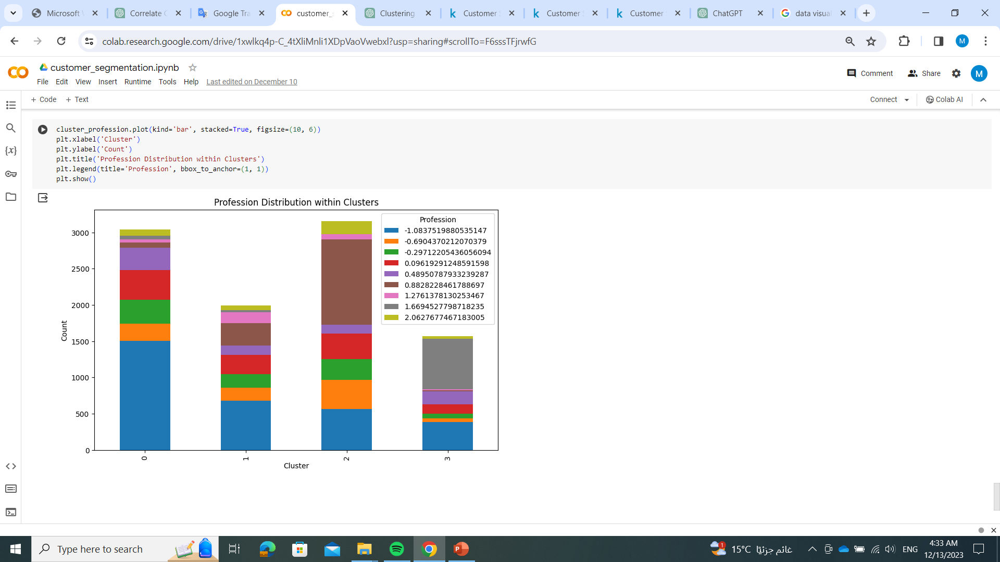 Microsoft
Correlate
Google Tra
customer_s
Clustering
Customer
Customer
Customer
ChatGPT
data visual
colab.research.google.com/drive/1xwlkq4p-C_4tXliMnli1XDpVaoVwebxl?usp=sharing#scrollTo=F6sssTFjrwfG
M
customer_segmentation.ipynb
File Edit View Insert Runtime Tools Help Last edited on December 10
Comment Share M
+ Code + Text
Connect Colab AI
cluster_profession.plot(kind='bar', stacked=True, figsize=(10, 6))
plt.xlabel('Cluster')
plt.ylabel('Count')
plt.title('Profession Distribution within Clusters')
plt.legend(title='Profession', bbox_to_anchor=(1, 1))
plt.show()
Profession Distribution within Clusters
Profession
-1.0837519880535147
-0.6904370212070379
-0.29712205436056094
0.09619291248591598
0.48950787933239287
0.8828228461788697
1.2761378130253467
1.6694527798718235
2.0627677467183005
3000
2500
2000
1500
1000
500
0
Count
0 1 2 3
Cluster
Type here to search
1
15°C غائم جزئيًا
ENG
4:33 AM
12/13/2023